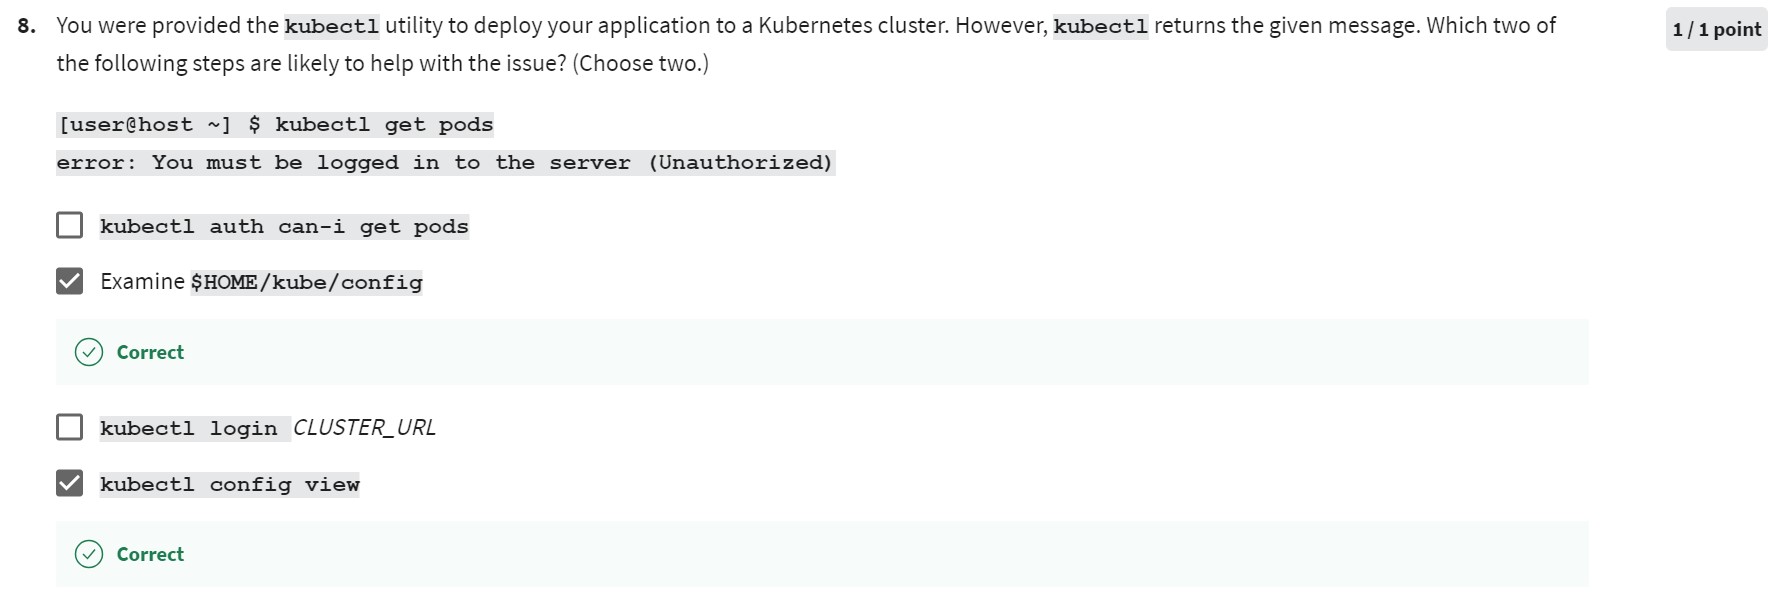 8. You were provided the kubectl utility to deploy your application to a Kubernetes cluster. However, kubectl returns the given message. Which two of
1 / 1 point
the following steps are likely to help with the issue? (Choose two.)
[user@host ~] $ kubectl get pods
error: You must be logged in to the server (Unauthorized)
kubectl auth can-i get pods
Examine $HOME/kube/config
Correct
kubectl login CLUSTER_URL
kubectl config view
Correct